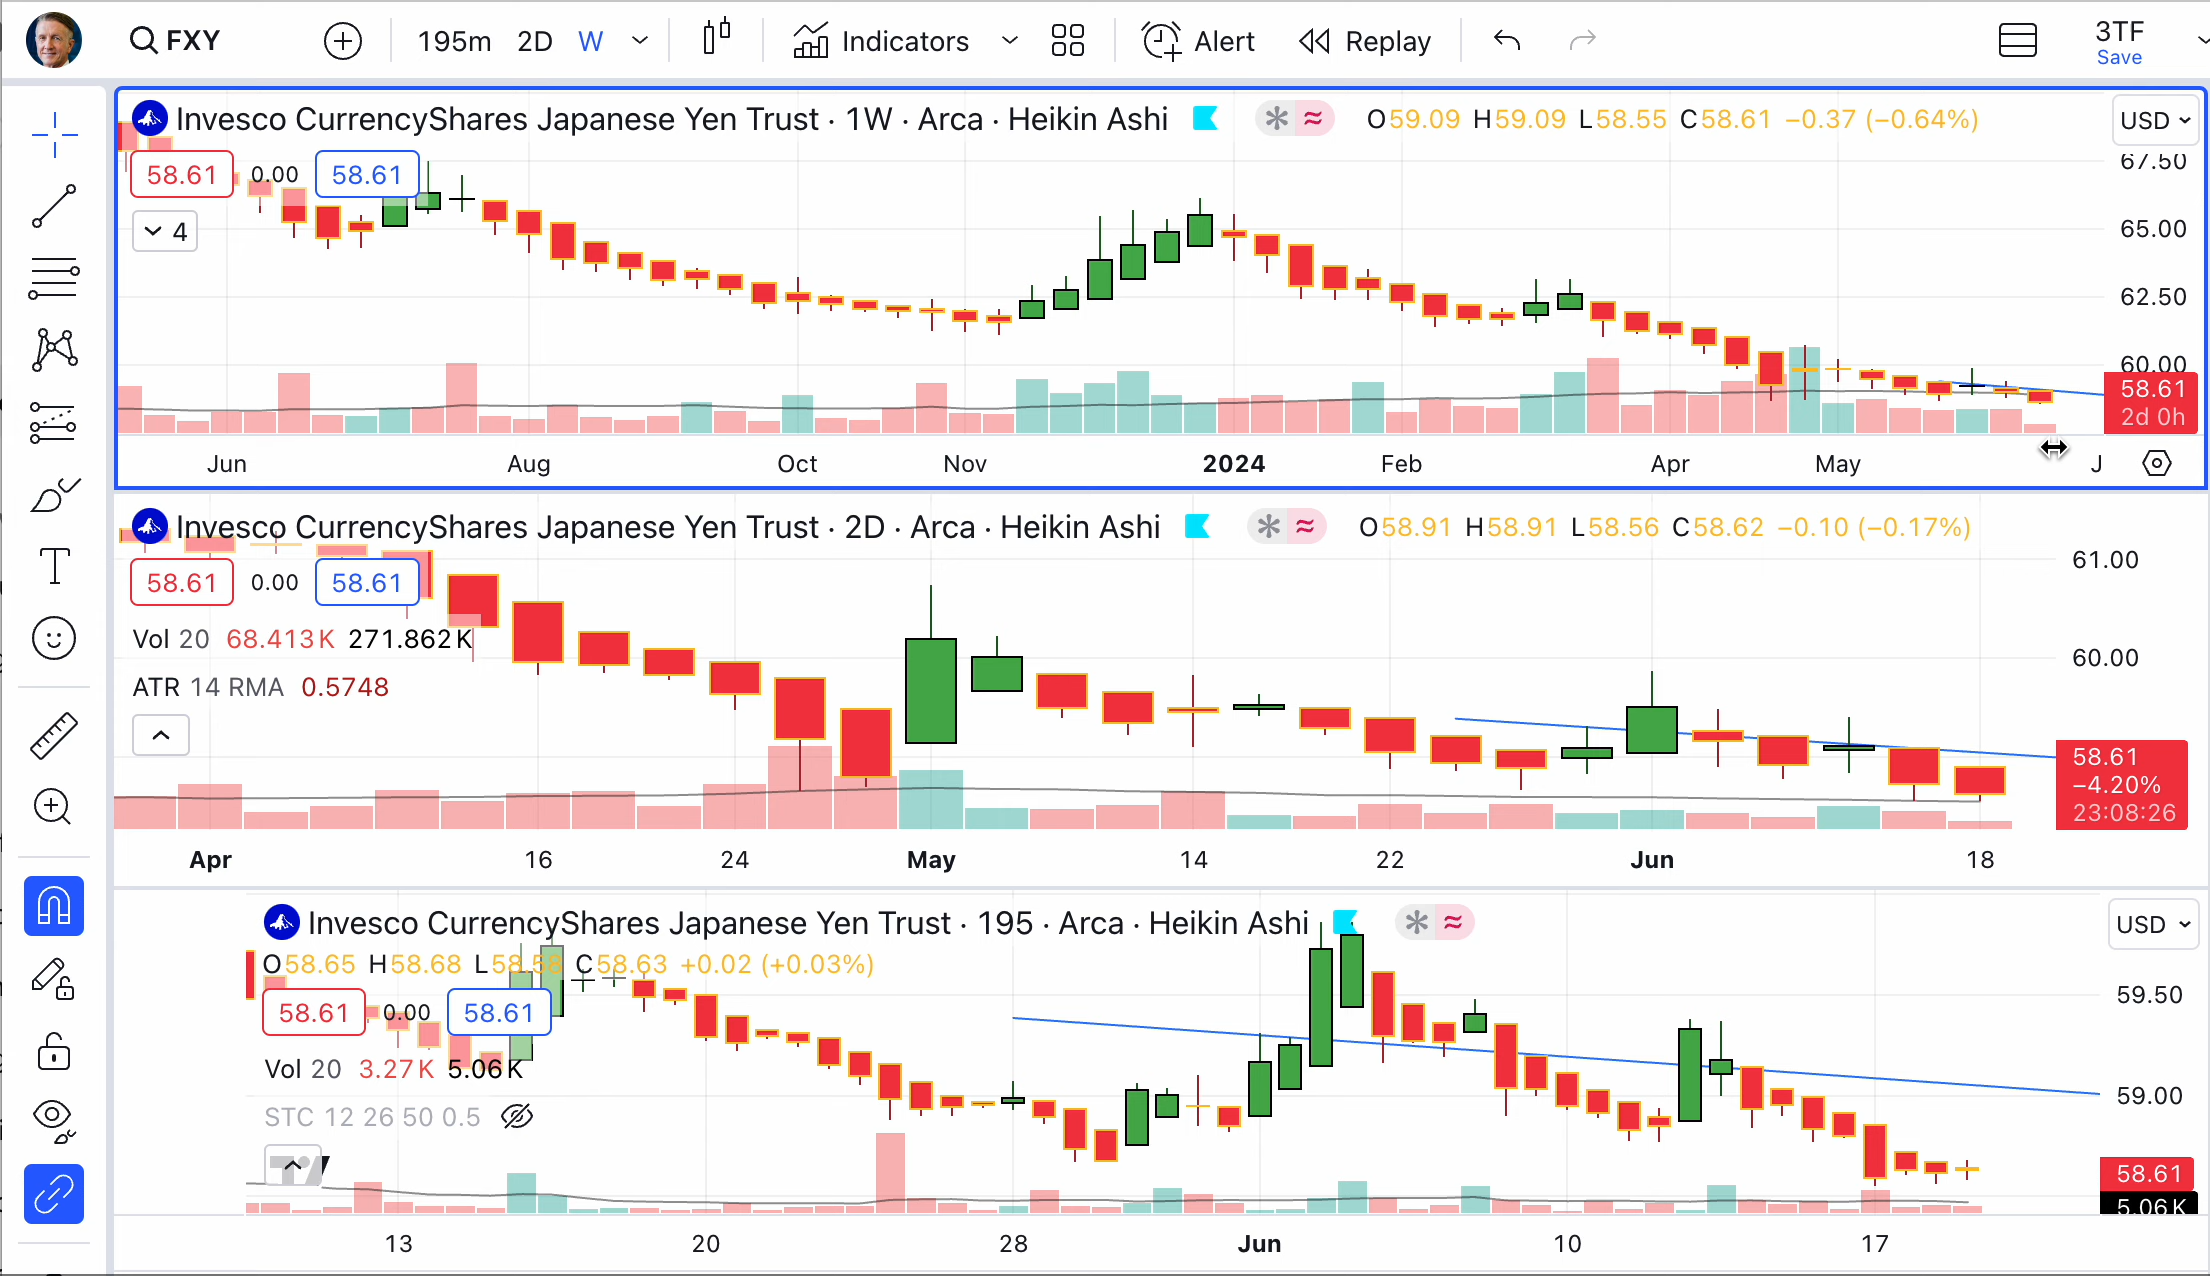 FXY 195m 2D W Indicators Alert Replay 3TF
Save
Invesco CurrencyShares Japanese Yen Trust · 1W · Arca · Heikin Ashi O59.09 H59.09 L58.55 C58.61 −0.37 (−0.64%) USD
67.50
58.61 0.00 58.61
4 65.00
62.50
60.00
58.61
2d 0h
Jun Aug Oct Nov 2024 Feb Apr May J
Invesco CurrencyShares Japanese Yen Trust · 2D · Arca · Heikin Ashi O58.91 H58.91 L58.56 C58.62 −0.10 (−0.17%)
61.00
58.61 0.00 58.61
Vol 20 68.413K 271.862K
60.00
ATR 14 RMA 0.5748
58.61
−4.20%
23:08:26
Apr 16 24 May 14 22 Jun 18
Invesco CurrencyShares Japanese Yen Trust · 195 · Arca · Heikin Ashi USD
O58.65 H58.68 L58.58 C58.63 +0.02 (+0.03%)
59.50
58.61 0.00 58.61
Vol 20 3.27K 5.06K
59.00
STC 12 26 50 0.5
58.61
5.06K
13 20 28 Jun 10 17